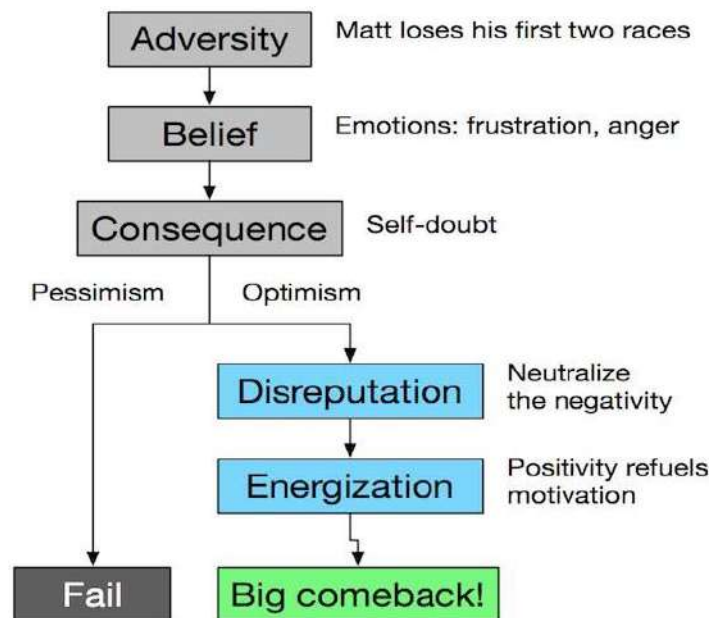 Adversity
Matt loses his first two races
Belief
Emotions: frustration, anger
Consequence
Self-doubt
Pessimism
Optimism
Disreputation
Neutralize
the negativity
Energization
Positivity refuels
motivation
Fail
Big comeback!